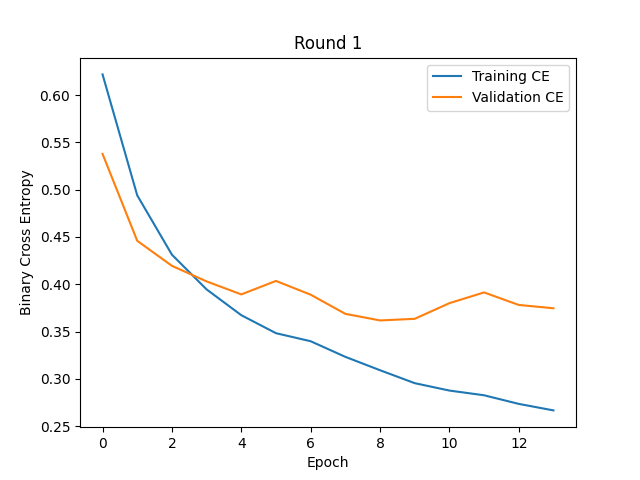 Round 1
Training CE
Validation CE
Binary Cross Entropy
0.60
0.55
0.50
0.45
0.40
0.35
0.30
0.25
0 2 4 6 8 10 12
Epoch